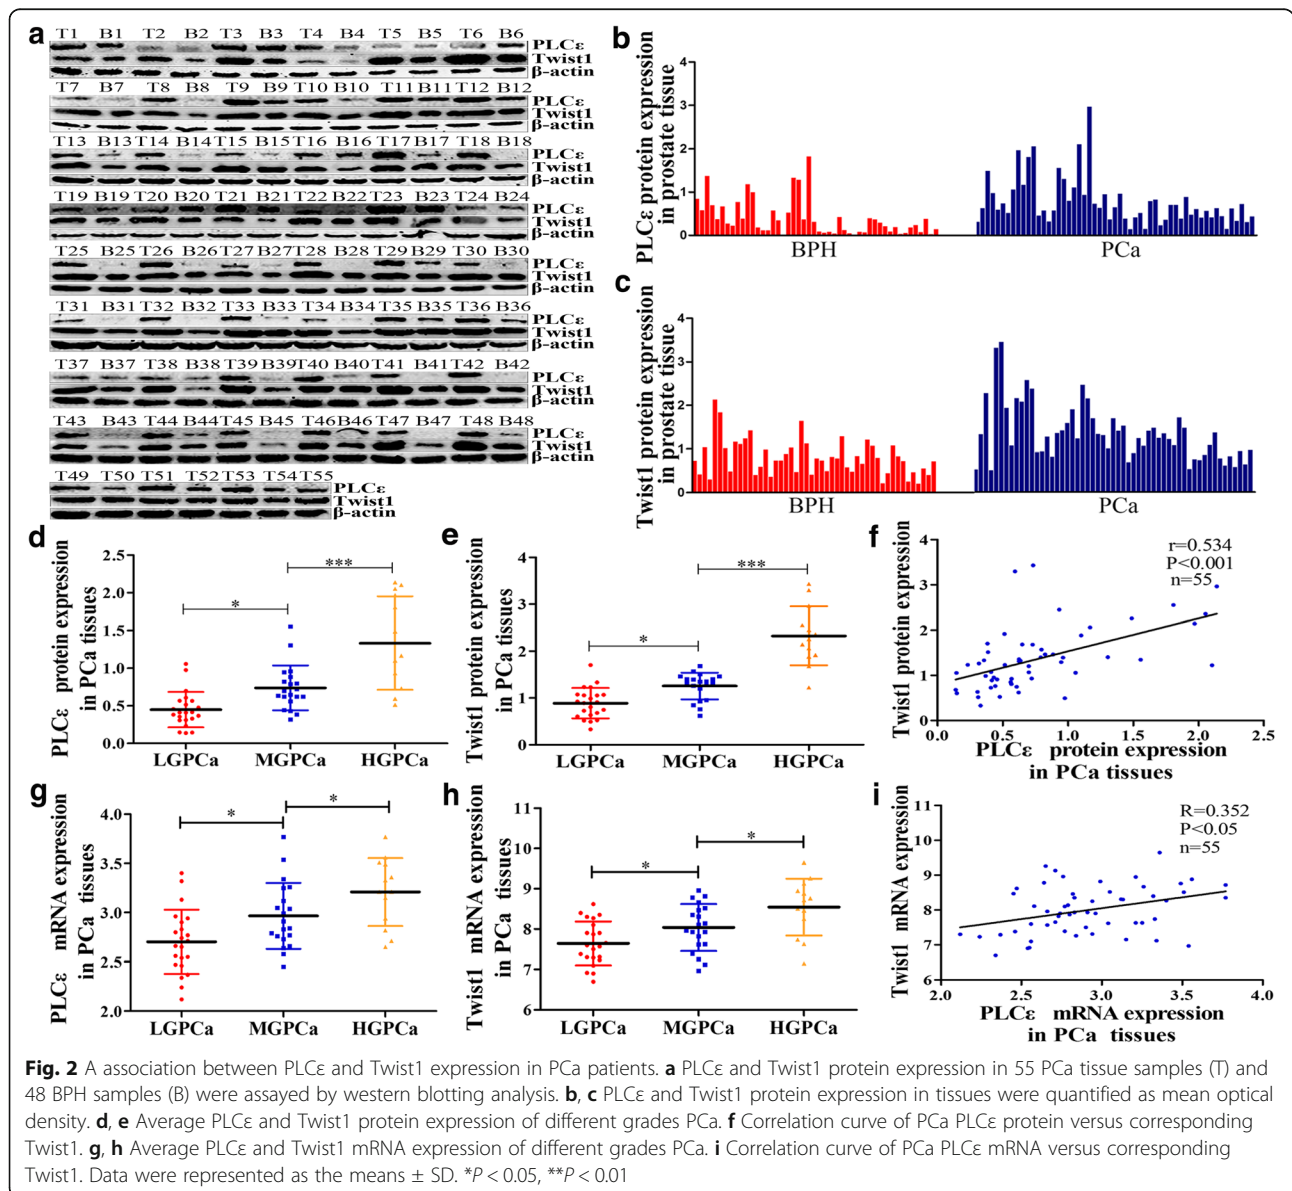 a
T1 B1 T2 B2 T3 B3 T4 B4 T5 B5 T6 B6
PLCε
Twist1
β-actin
T7 B7 T8 B8 T9 B9 T10 B10 T11 B11 T12 B12
PLCε
Twist1
β-actin
T13 B13 T14 B14 T15 B15 T16 B16 T17 B17 T18 B18
PLCε
Twist1
β-actin
T19 B19 T20 B20 T21 B21 T22 B22 T23 B23 T24 B24
PLCε
Twist1
β-actin
T25 B25 T26 B26 T27 B27 T28 B28 T29 B29 T30 B30
PLCε
Twist1
β-actin
T31 B31 T32 B32 T33 B33 T34 B34 T35 B35 T36 B36
PLCε
Twist1
β-actin
T37 B37 T38 B38 T39 B39 T40 B40 T41 B41 T42 B42
PLCε
Twist1
β-actin
T43 B43 T44 B44 T45 B45 T46 B46 T47 B47 T48 B48
PLCε
Twist1
β-actin
T49 T50 T51 T52 T53 T54 T55
PLCε
Twist1
β-actin
b
PLCε protein expression
in prostate tissue
4
3
2
1
0
BPH PCa
c
Twist1 protein expression
in prostate tissue
4
3
2
1
0
BPH PCa
d
PLCε protein expression
in PCa tissues
2.5
2.0
1.5
1.0
0.5
0.0
* ***
LGPCa MGPCa HGPCa
e
Twist1 protein expression
in PCa tissues
4
3
2
1
0
* ***
LGPCa MGPCa HGPCa
f
Twist1 protein expression
4
3
2
1
0
r=0.534
P<0.001
n=55
0.0 0.5 1.0 1.5 2.0 2.5
PLCε protein expression
in PCa tissues
g
PLCε mRNA expression
in PCa tissues
4.0
3.5
3.0
2.5
2.0
* *
LGPCa MGPCa HGPCa
h
Twist1 mRNA expression
in PCa tissues
11
10
9
8
7
6
* *
LGPCa MGPCa HGPCa
i
Twist1 mRNA expression
11
10
9
8
7
6
R=0.352
P<0.05
n=55
2.0 2.5 3.0 3.5 4.0
PLCε mRNA expression
in PCa tissues
Fig. 2 A association between PLCε and Twist1 expression in PCa patients. a PLCε and Twist1 protein expression in 55 PCa tissue samples (T) and
48 BPH samples (B) were assayed by western blotting analysis. b, c PLCε and Twist1 protein expression in tissues were quantified as mean optical
density. d, e Average PLCε and Twist1 protein expression of different grades PCa. f Correlation curve of PCa PLCε protein versus corresponding
Twist1. g, h Average PLCε and Twist1 mRNA expression of different grades PCa. i Correlation curve of PCa PLCε mRNA versus corresponding
Twist1. Data were represented as the means ± SD. *P < 0.05, **P < 0.01